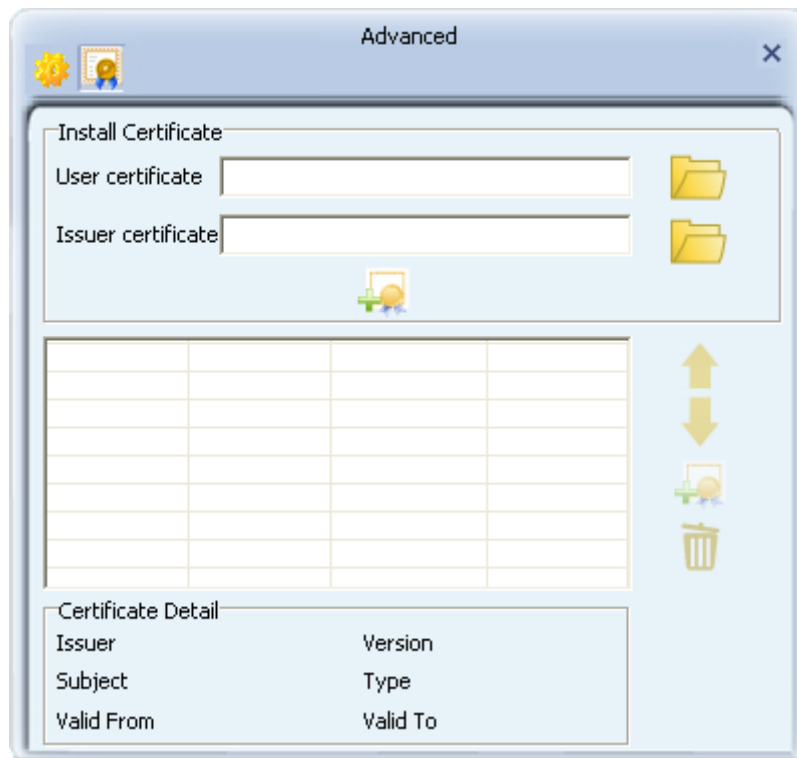 Advanced
Install Certificate
User certificate
Issuer certificate
Certificate Detail
Issuer Version
Subject Type
Valid From Valid To